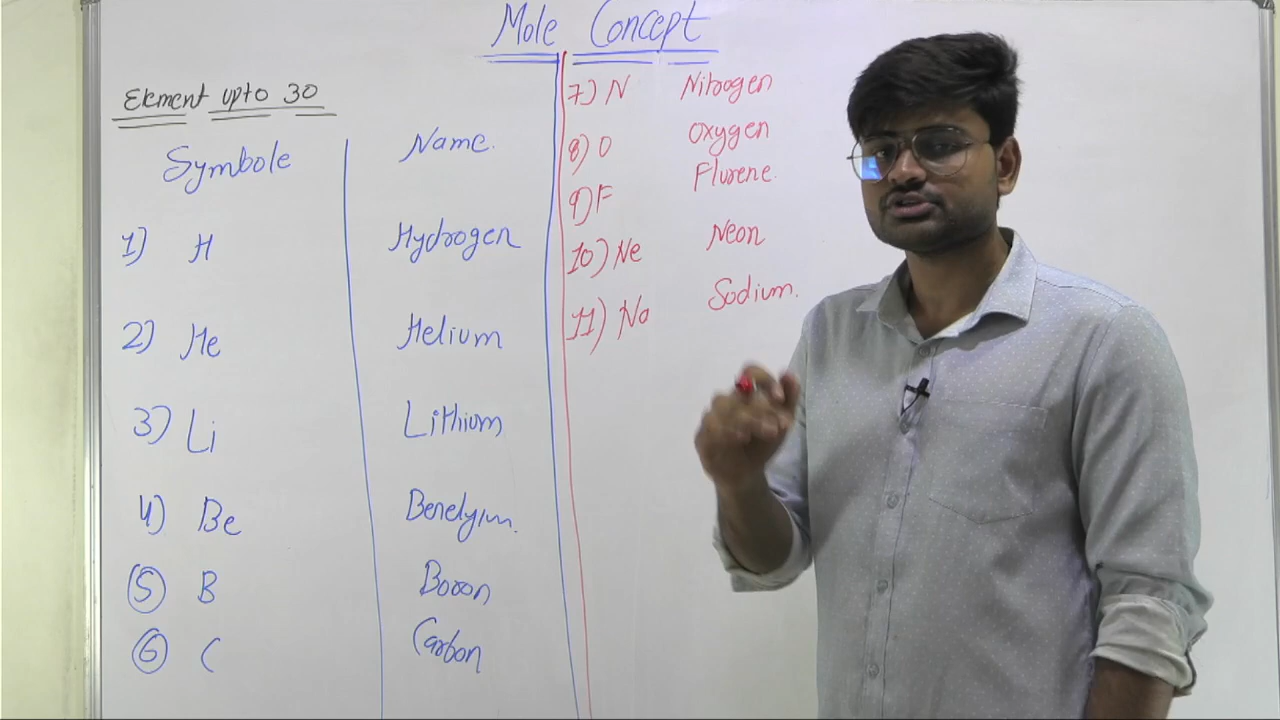 Mole Concept
Element upto 30
Symbole Name.
1) H Hydrogen
2) He Helium
3) Li Lithium
4) Be Berelyium.
5 B Boron
6 C Carbon
7) N Nitrogen
8) O Oxygen
9) F Flurene.
10) Ne Neon
11) Na Sodium.